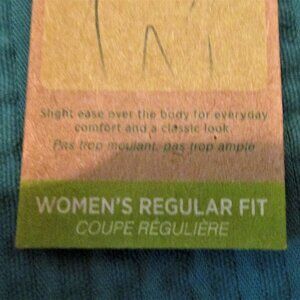 Slight ease over the body for everyday
comfort and a classic look.
Pas trop moulant, pas trop ample
WOMEN'S REGULAR FIT
COUPE RÉGULIÈRE